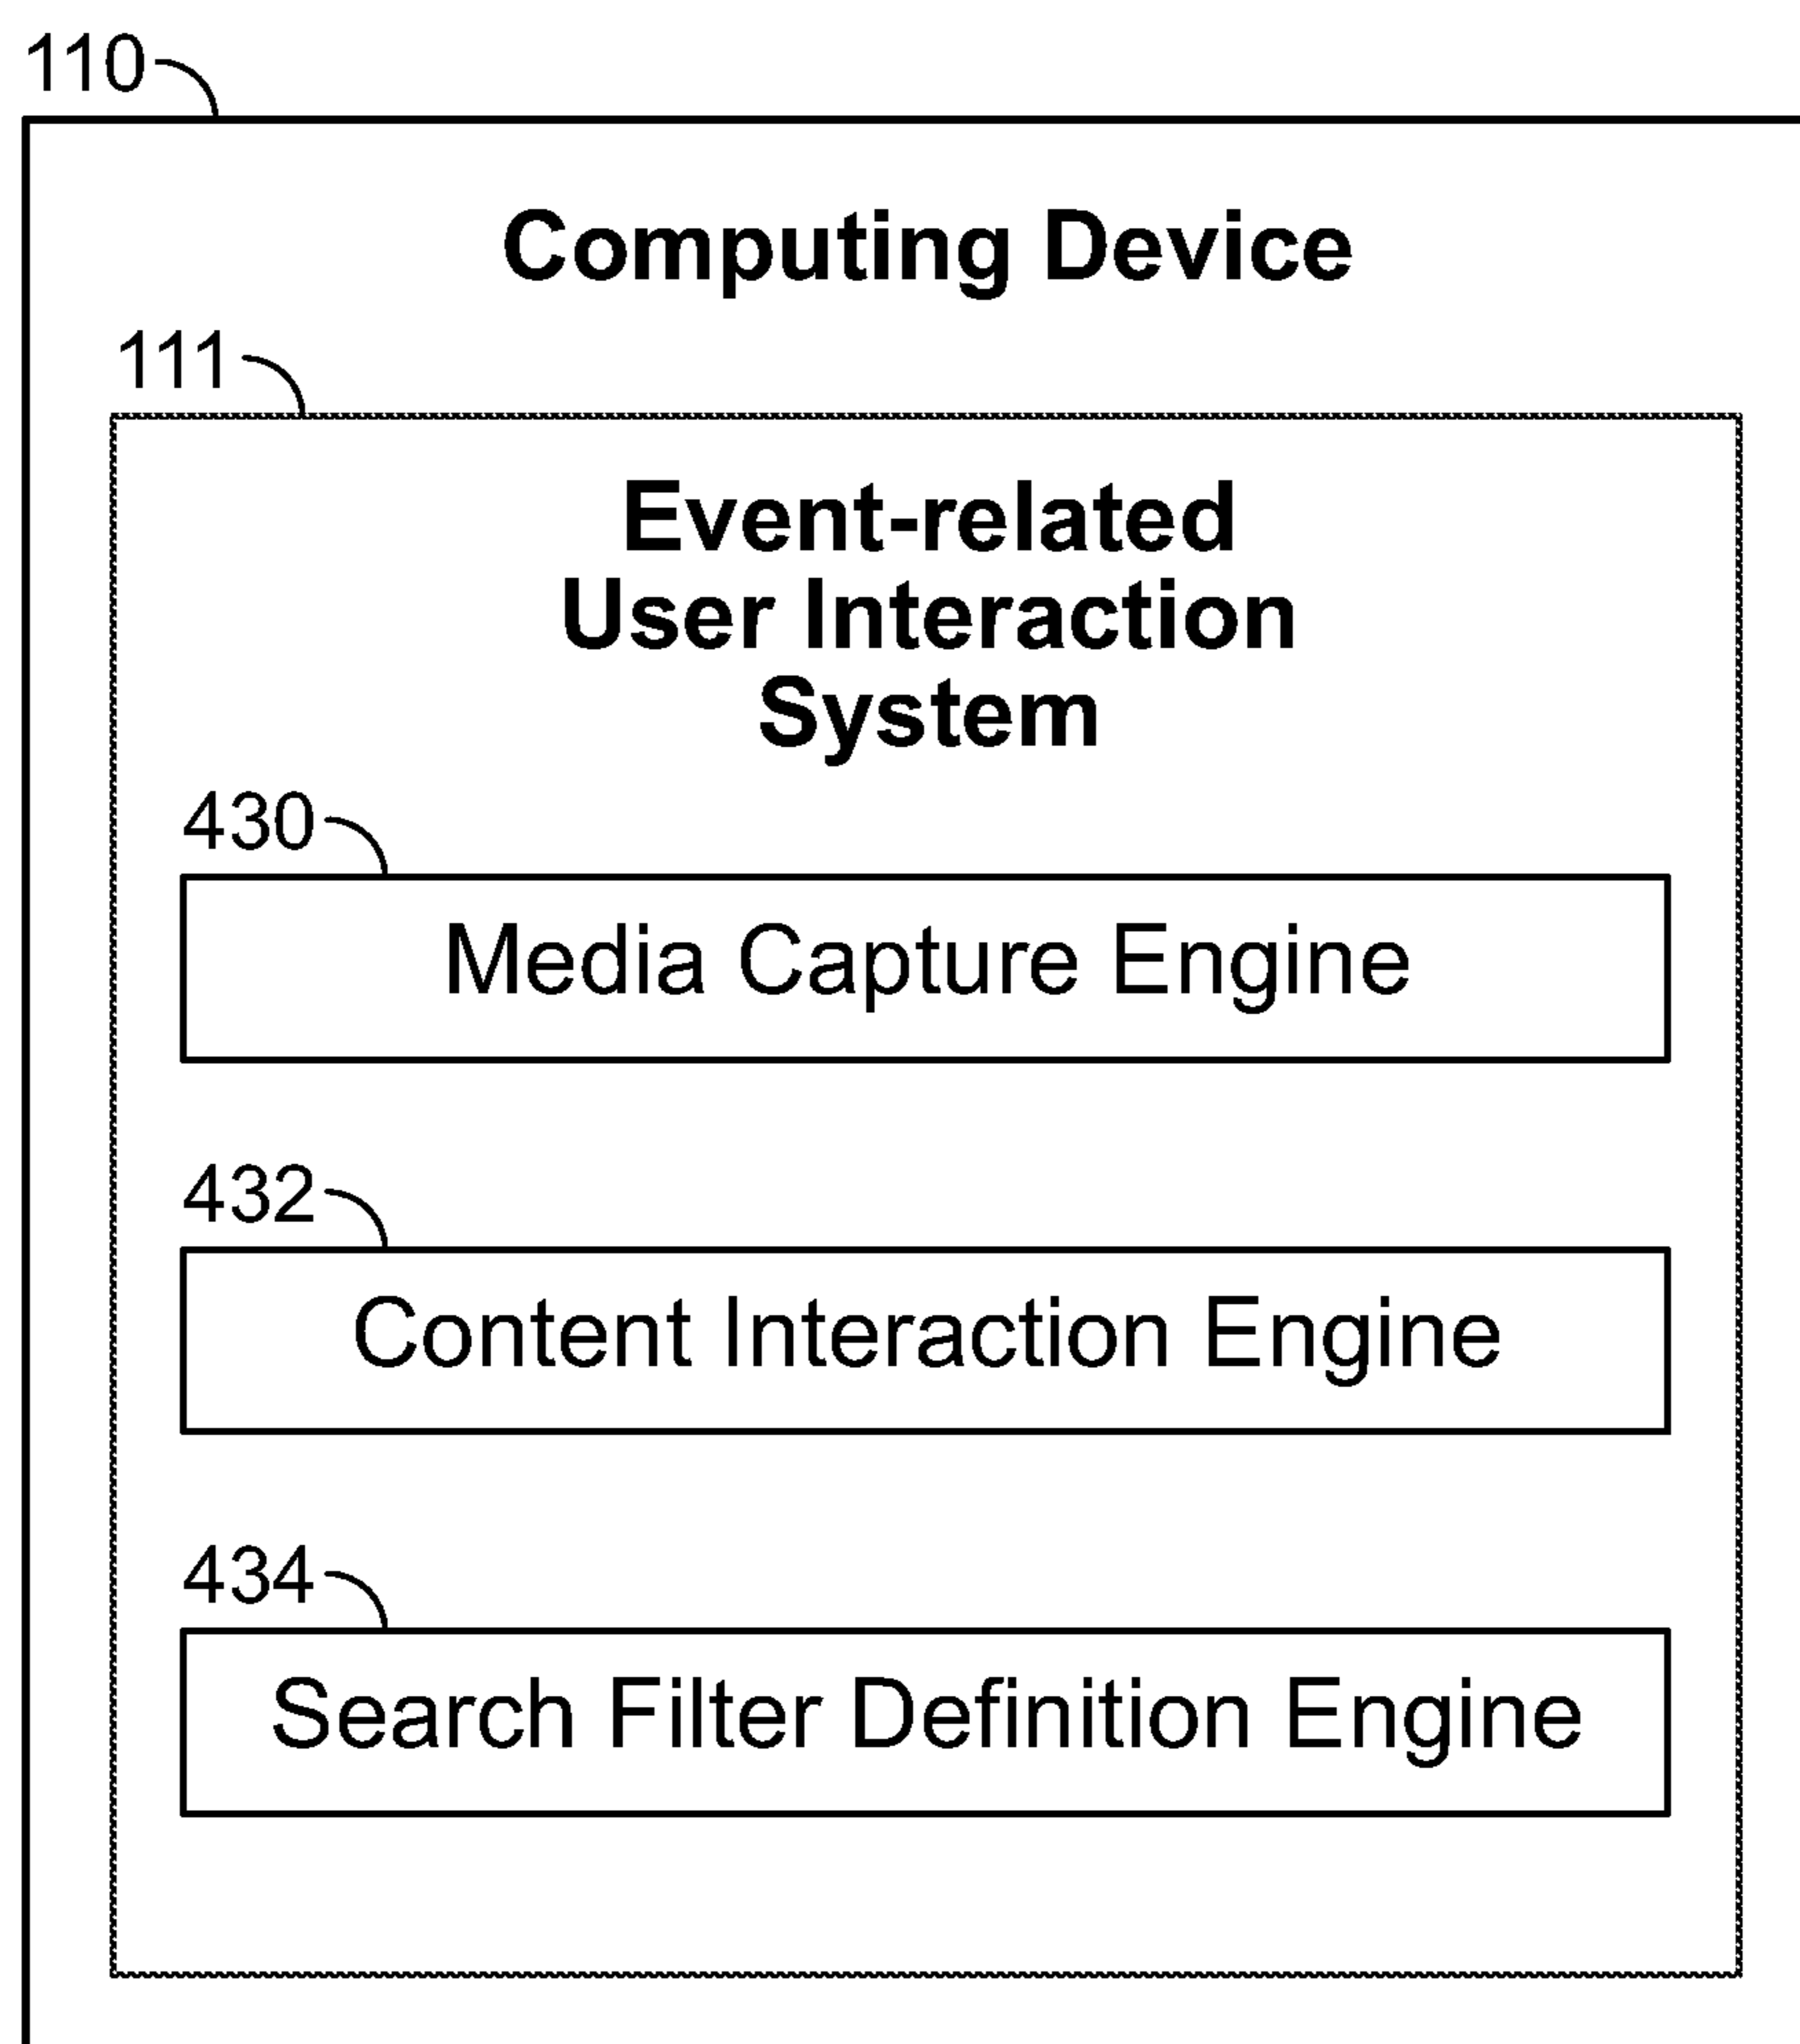 110
Computing Device
111
Event-related
User Interaction
System
430
Media Capture Engine
432
Content Interaction Engine
434
Search Filter Definition Engine